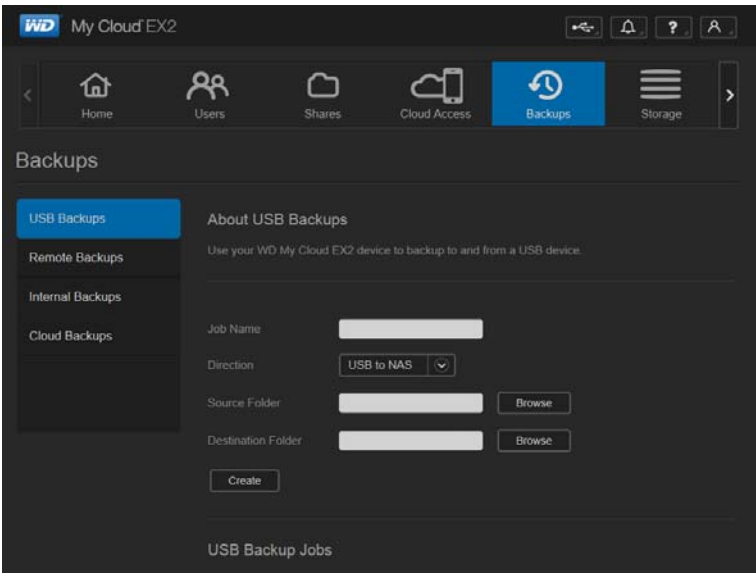 WD My Cloud EX2
?
Home Users Shares Cloud Access Backups Storage
Backups
USB Backups
Remote Backups
Internal Backups
Cloud Backups
About USB Backups
Use your WD My Cloud EX2 device to backup to and from a USB device.
Job Name
Direction USB to NAS
Source Folder Browse
Destination Folder Browse
Create
USB Backup Jobs